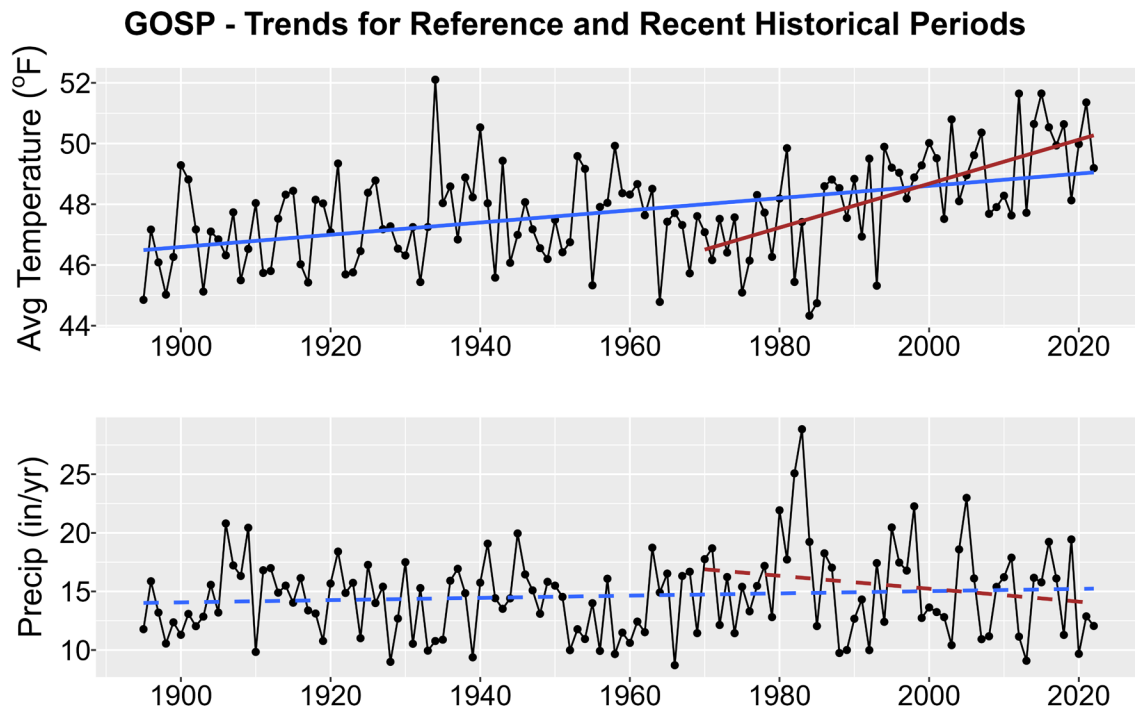 GOSP - Trends for Reference and Recent Historical Periods
Avg Temperature (°F)
52
50
48
46
44
1900 1920 1940 1960 1980 2000 2020
Precip (in/yr)
25
20
15
10
1900 1920 1940 1960 1980 2000 2020